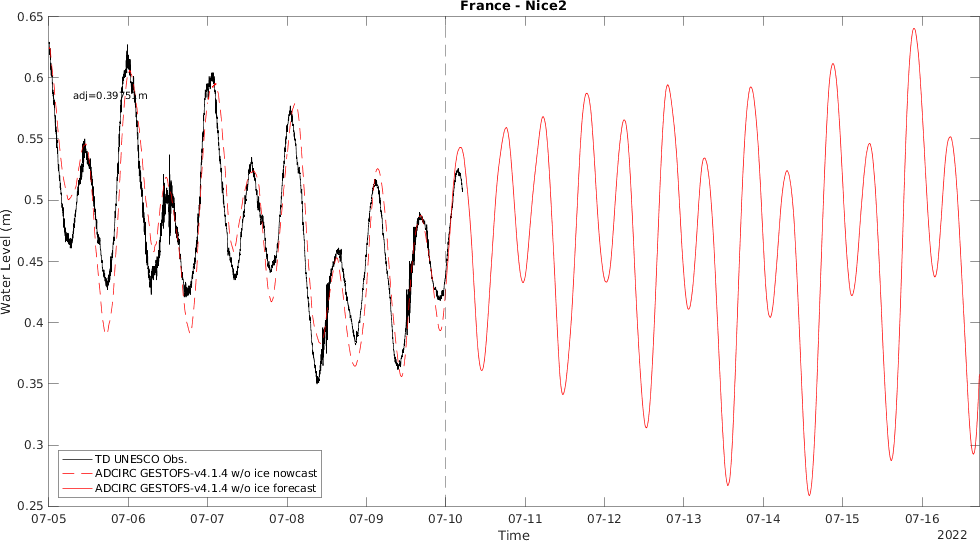 France - Nice2
0.65
0.6
0.55
0.5
0.45
0.4
0.35
0.3
0.25
Water Level (m)
adj=0.3975 m
TD UNESCO Obs.
ADCIRC GESTOFS-v4.1.4 w/o ice nowcast
ADCIRC GESTOFS-v4.1.4 w/o ice forecast
07-05 07-06 07-07 07-08 07-09 07-10 07-11 07-12 07-13 07-14 07-15 07-16
Time
2022